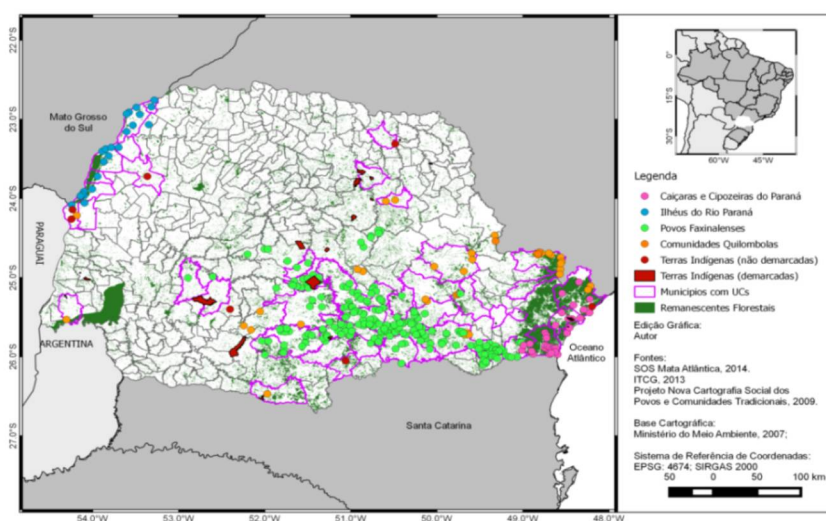 22.0°S
23.0°S
24.0°S
25.0°S
26.0°S
27.0°S
Mato Grosso
do Sul
PARAGUAI
ARGENTINA
Santa Catarina
Oceano
Atlântico
54.0°W
53.0°W
52.0°W
51.0°W
50.0°W
49.0°W
48.0°W
0°
15°S
30°S
60°W
45°W
Legenda
Caiçaras e Cipozeiros do Paraná
Ilhéus do Rio Paraná
Povos Faxinalenses
Comunidades Quilombolas
Terras Indígenas (não demarcadas)
Terras Indígenas (demarcadas)
Municípios com UCs
Remanescentes Florestais
Edição Gráfica:
Autor
Fontes:
SOS Mata Atlântica, 2014.
ITCG, 2013
Projeto Nova Cartografia Social dos
Povos e Comunidades Tradicionais, 2009.
Base Cartográfica:
Ministério do Meio Ambiente, 2007;
Sistema de Referência de Coordenadas:
EPSG: 4674; SIRGAS 2000
50 0 50 100 km